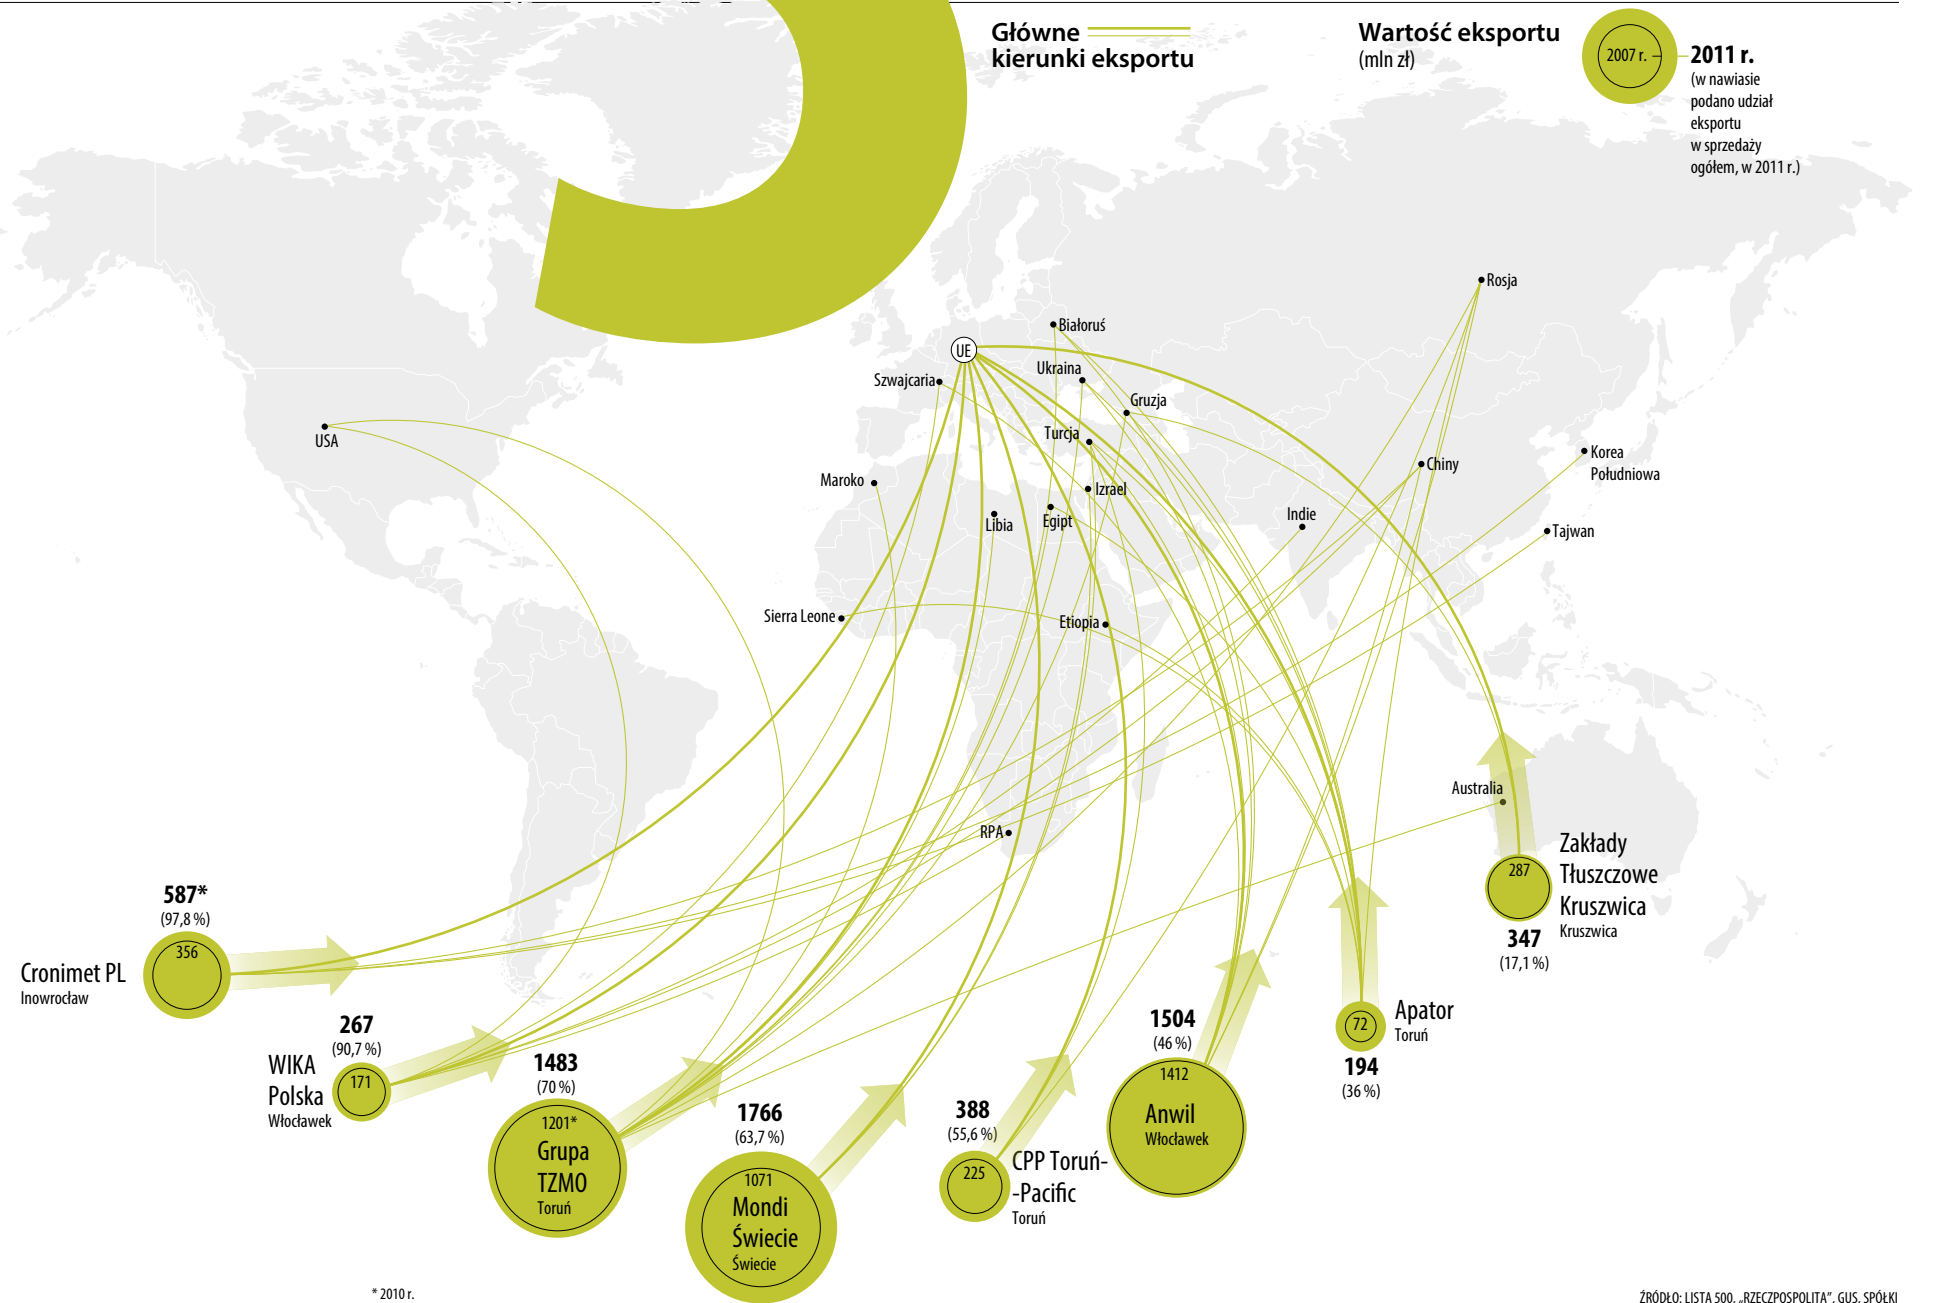 Główne
kierunki eksportu
Wartość eksportu
(mln zł)
2007 r.
2011 r.
(w nawiasie
podano udział
eksportu
w sprzedaży
ogółem, w 2011 r.)
Rosja
Białoruś
UE
Ukraina
Szwajcaria
Gruzja
USA
Turcja
Maroko
Chiny
Korea
Południowa
Izrael
Libia
Egipt
Indie
Tajwan
Sierra Leone
Etiopia
Australia
RPA
Zakłady
Tłuszczowe
Kruszwica
Kruszwica
287
347
(17,1 %)
587*
(97,8 %)
356
Cronimet PL
Inowrocław
267
(90,7 %)
171
WIKA
Polska
Włocławek
1483
(70 %)
1201*
Grupa
TZMO
Toruń
1766
(63,7 %)
1071
Mondi
Świecie
Świecie
388
(55,6 %)
225
CPP Toruń-
-Pacific
Toruń
1504
(46 %)
1412
Anwil
Włocławek
72
Apator
Toruń
194
(36 %)
* 2010 r.
ŹRÓDŁO: LISTA 500, „RZECZPOSPOLITA”, GUS, SPÓŁKI